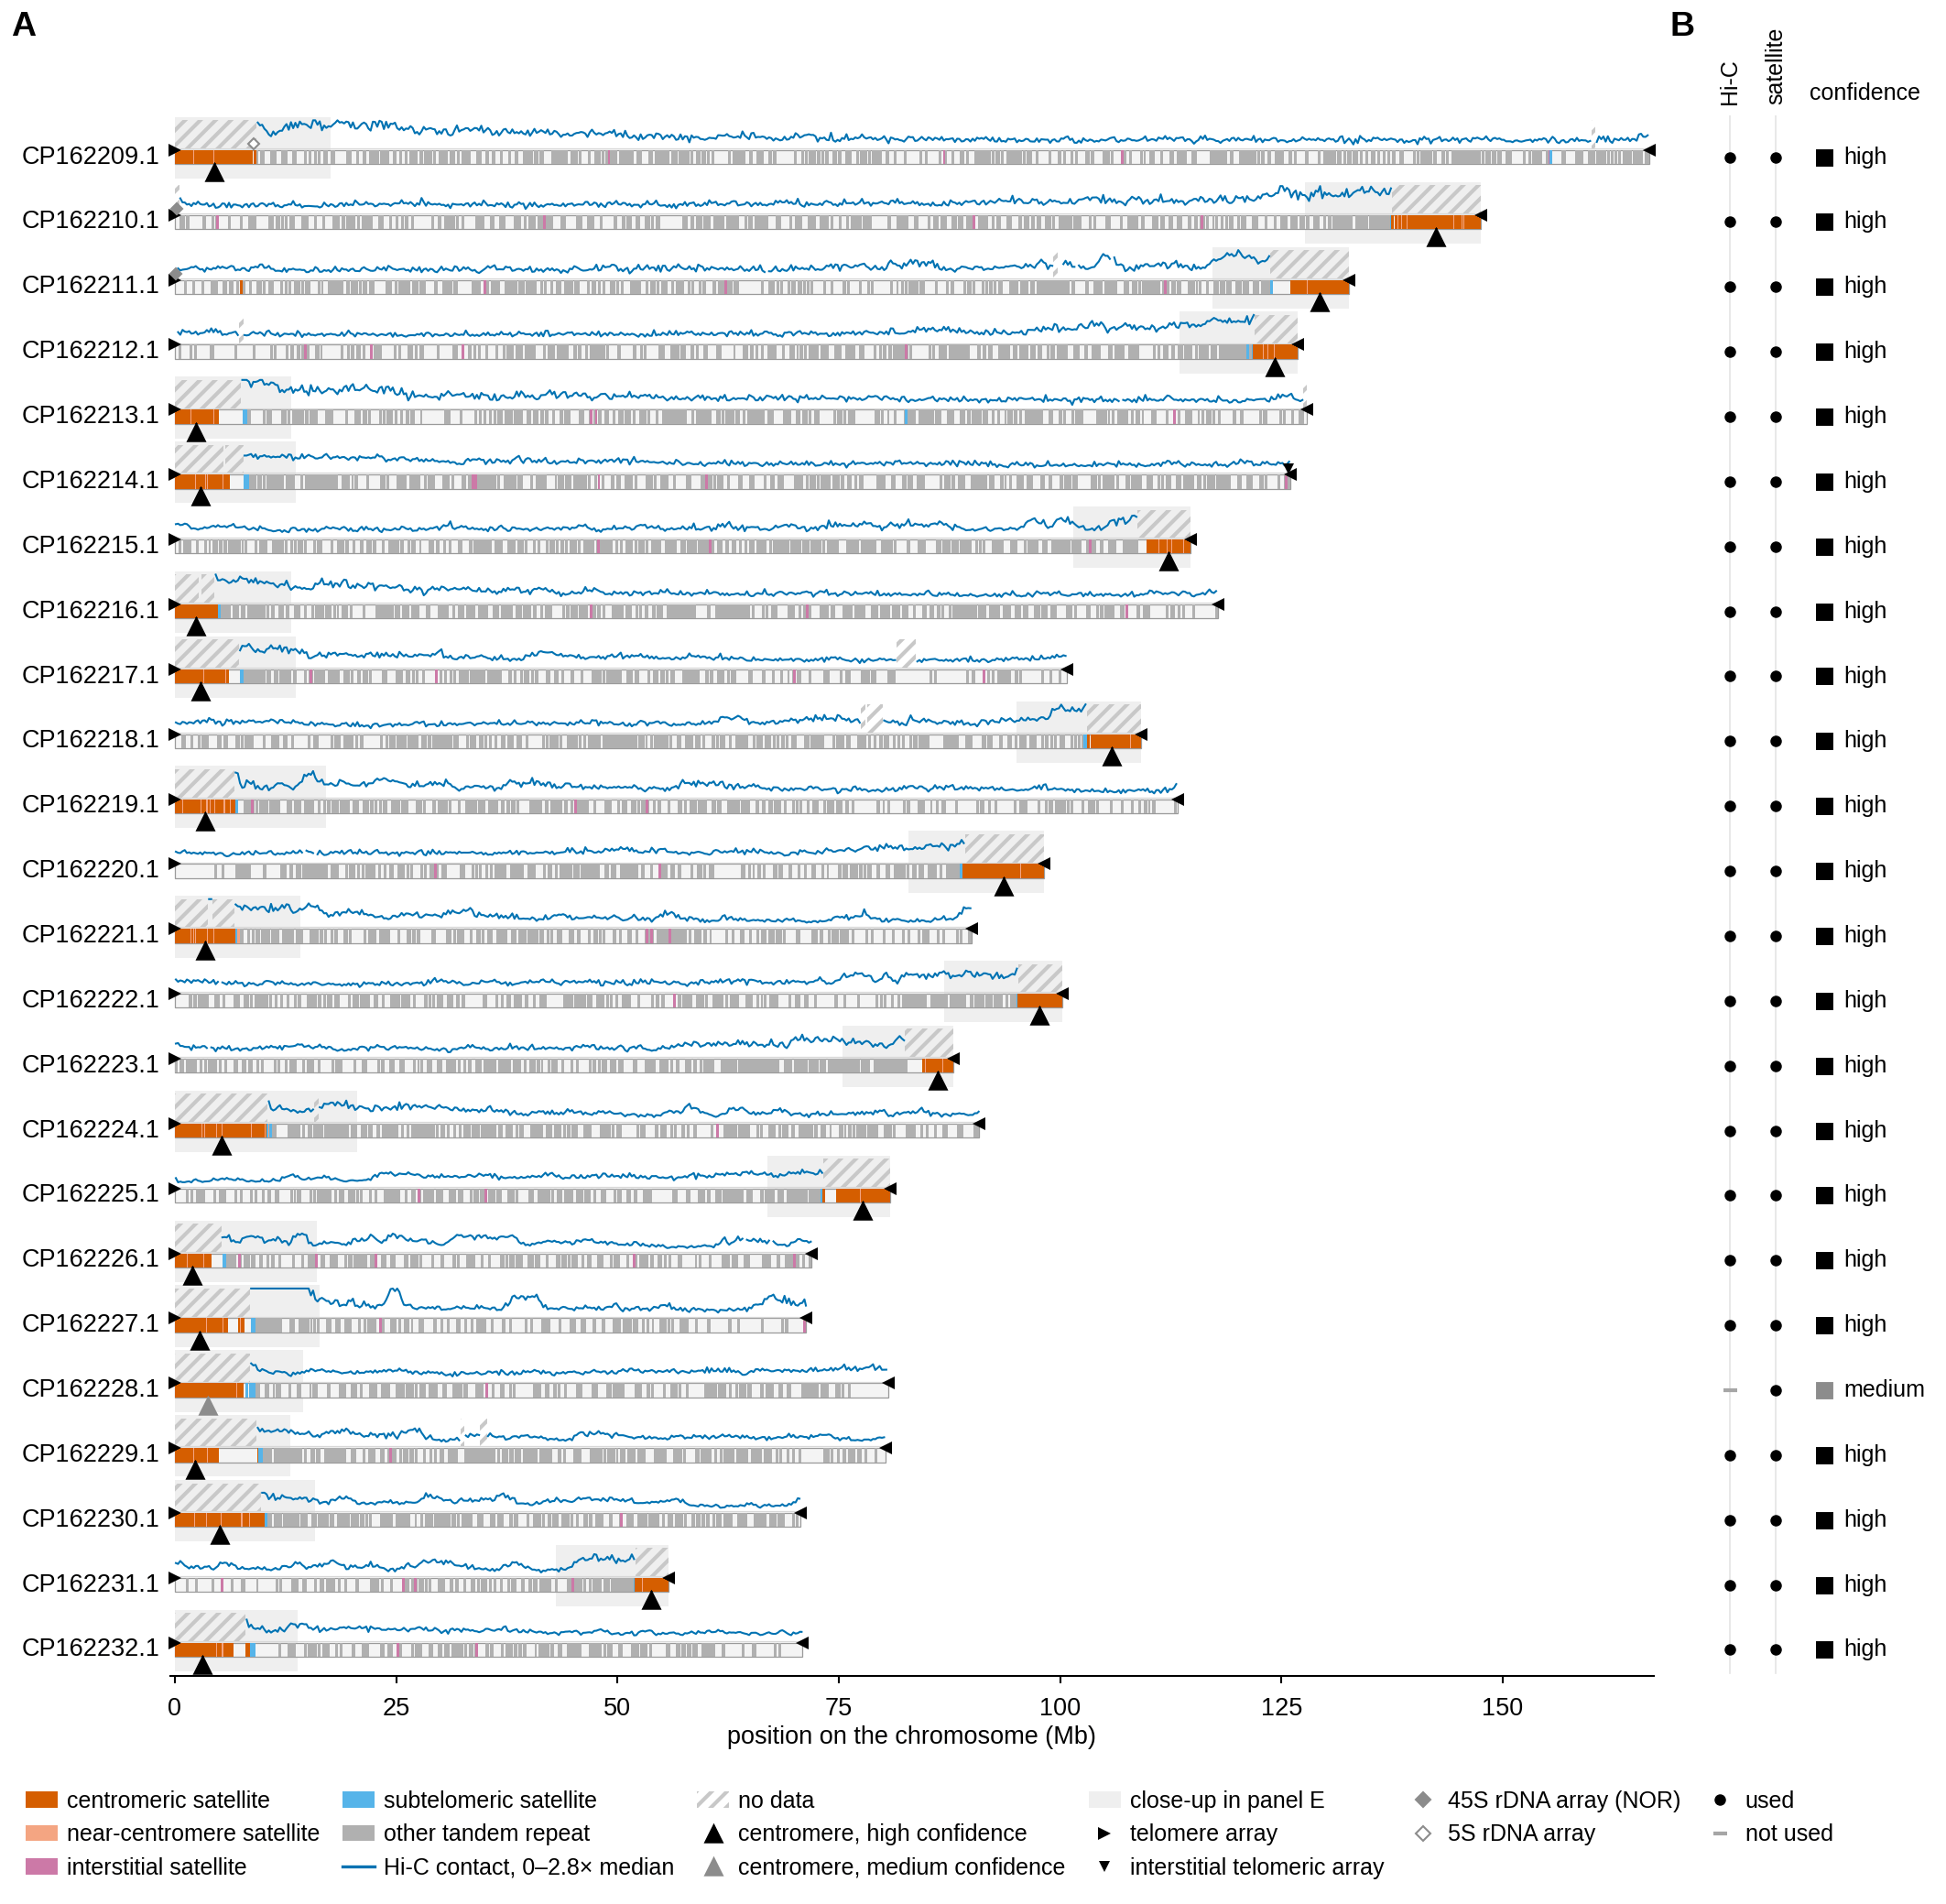 A
B
Hi-C
satellite
confidence
CP162209.1 high
CP162210.1 high
CP162211.1 high
CP162212.1 high
CP162213.1 high
CP162214.1 high
CP162215.1 high
CP162216.1 high
CP162217.1 high
CP162218.1 high
CP162219.1 high
CP162220.1 high
CP162221.1 high
CP162222.1 high
CP162223.1 high
CP162224.1 high
CP162225.1 high
CP162226.1 high
CP162227.1 high
CP162228.1 medium
CP162229.1 high
CP162230.1 high
CP162231.1 high
CP162232.1 high
0 25 50 75 100 125 150
position on the chromosome (Mb)
centromeric satellite subtelomeric satellite no data close-up in panel E 45S rDNA array (NOR) used
near-centromere satellite other tandem repeat centromere, high confidence telomere array 5S rDNA array not used
interstitial satellite Hi-C contact, 0–2.8× median centromere, medium confidence interstitial telomeric array